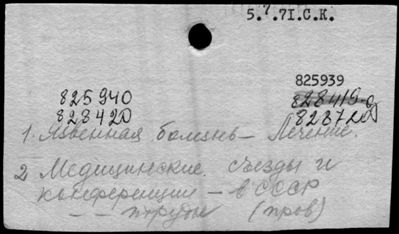 5.7.71.С.К.
825939
825940 828419-д
828420 828720
1. Язвенная болезнь – Лечение.
2 Медицинские съезды и
конференции – в СССР
– – – труды (пров)